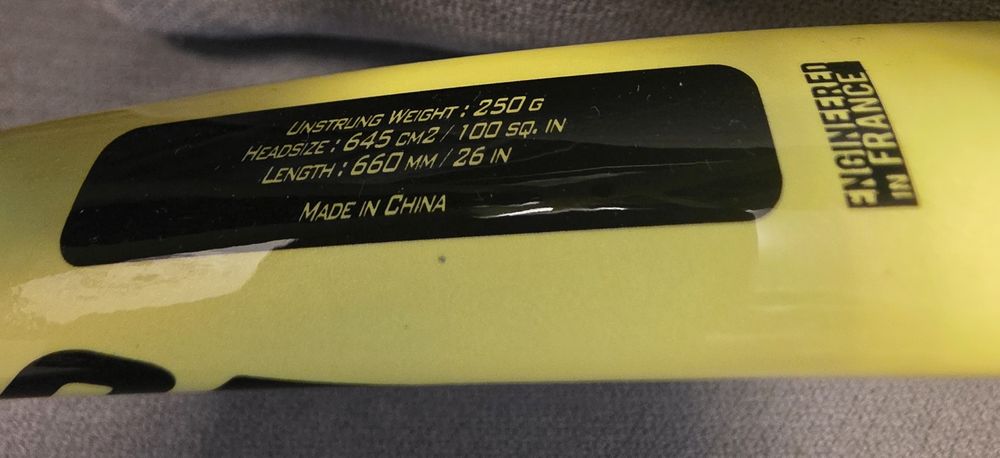 Unstrung Weight : 250 g
Headsize : 645 cm2 / 100 sq. in
Length : 660 mm / 26 in
Made in China
ENGINEERED
IN FRANCE